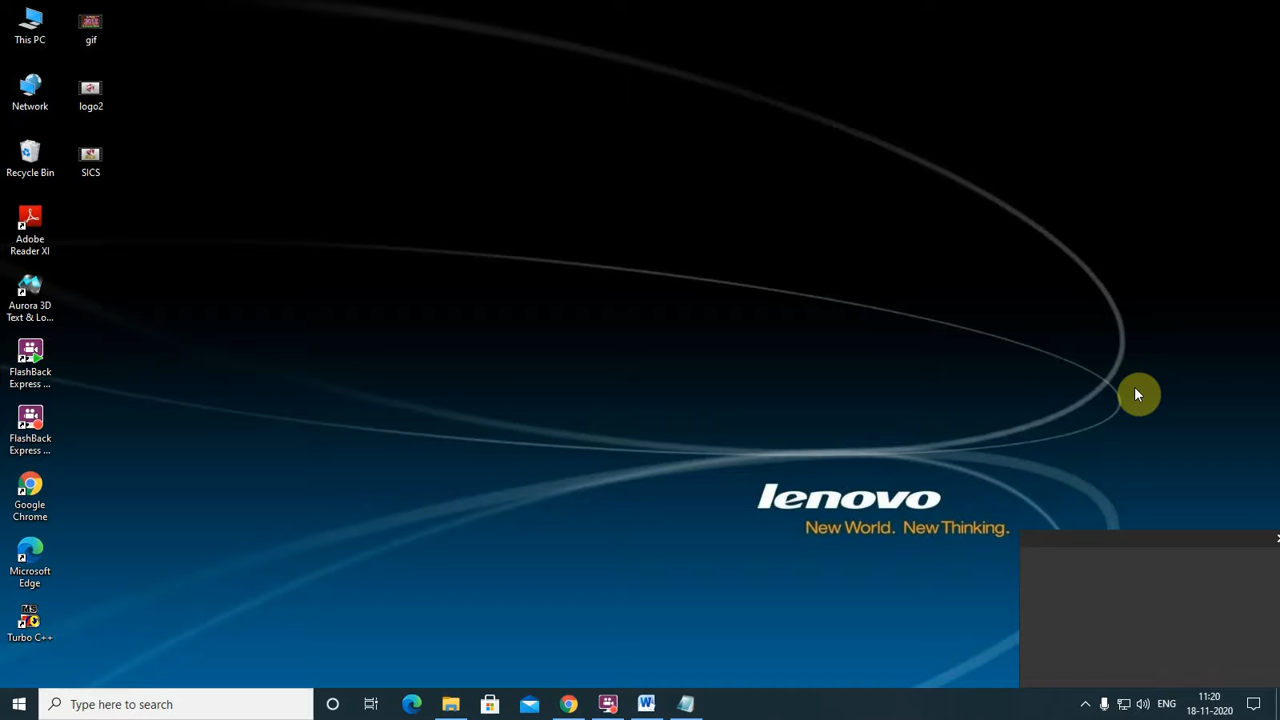 This PC
gif
Network
logo2
Recycle Bin
SICS
Adobe
Reader XI
Aurora 3D
Text & Lo...
FlashBack
Express ...
FlashBack
Express ...
Google
Chrome
Microsoft
Edge
MS
Turbo C++
lenovo
New World. New Thinking.
Type here to search
ENG
11:20
18-11-2020